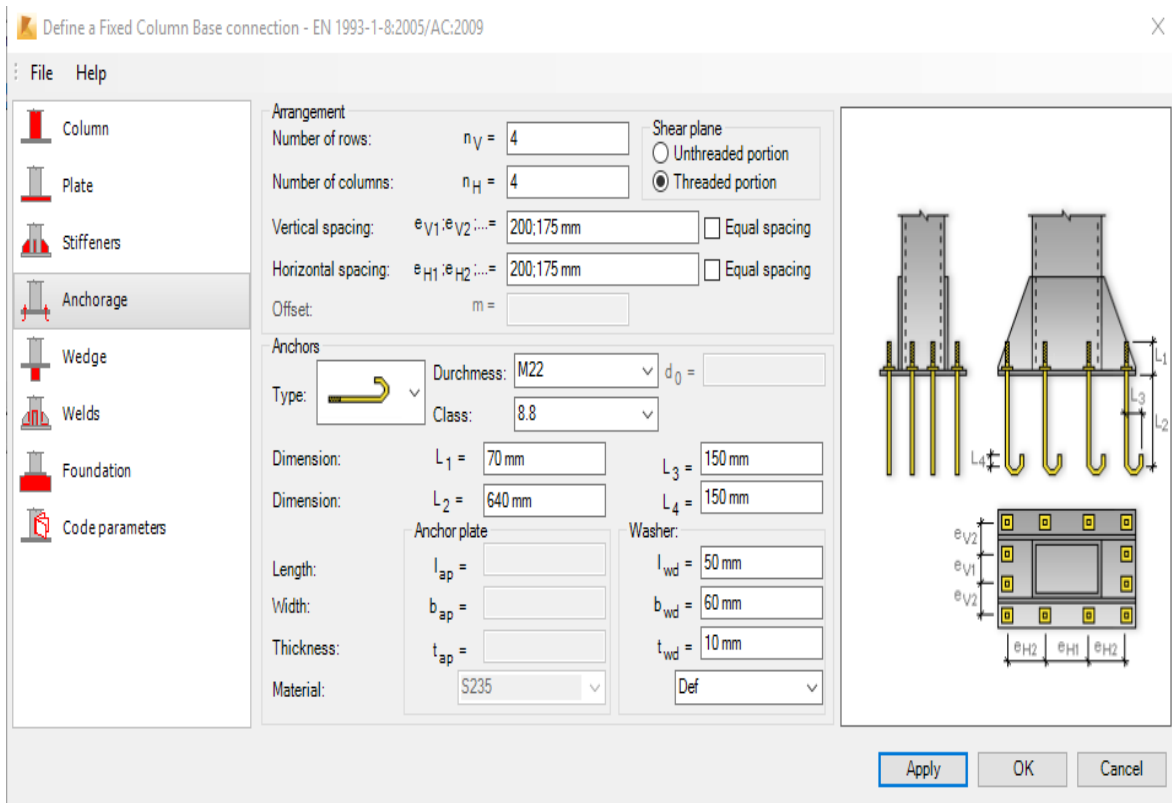 Define a Fixed Column Base connection - EN 1993-1-8:2005/AC:2009
File Help
Column
Plate
Stiffeners
Anchorage
Wedge
Welds
Foundation
Code parameters
Arrangement
Number of rows: nV = 4
Number of columns: nH = 4
Shear plane
Unthreaded portion
Threaded portion
Vertical spacing: eV1;eV2;...= 200;175 mm Equal spacing
Horizontal spacing: eH1;eH2;...= 200;175 mm Equal spacing
Offset: m =
Anchors
Type:
Durchmess: M22 d0 =
Class: 8.8
Dimension: L1 = 70 mm L3 = 150 mm
Dimension: L2 = 640 mm L4 = 150 mm
Anchor plate
Length: lap =
Width: bap =
Thickness: tap =
Material: S235
Washer:
lwd = 50 mm
bwd = 60 mm
twd = 10 mm
Def
L1
L3
L2
L4
eV2
eV1
eV2
eH2 eH1 eH2
Apply OK Cancel